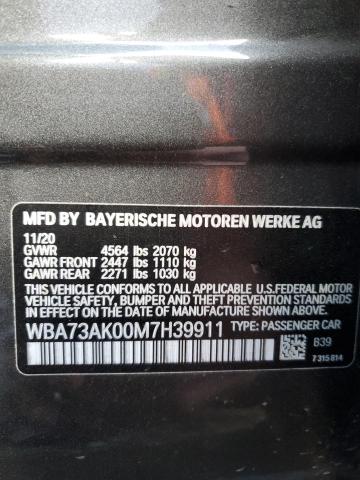 MFD BY BAYERISCHE MOTOREN WERKE AG
11/20
GVWR 4564 lbs 2070 kg
GAWR FRONT 2447 lbs 1110 kg
GAWR REAR 2271 lbs 1030 kg
THIS VEHICLE CONFORMS TO ALL APPLICABLE U.S.FEDERAL MOTOR
VEHICLE SAFETY, BUMPER AND THEFT PREVENTION STANDARDS IN
EFFECT ON THE DATE OF MANUFACTURE SHOWN ABOVE.
WBA73AK00M7H39911 TYPE: PASSENGER CAR
B39
7 315 814